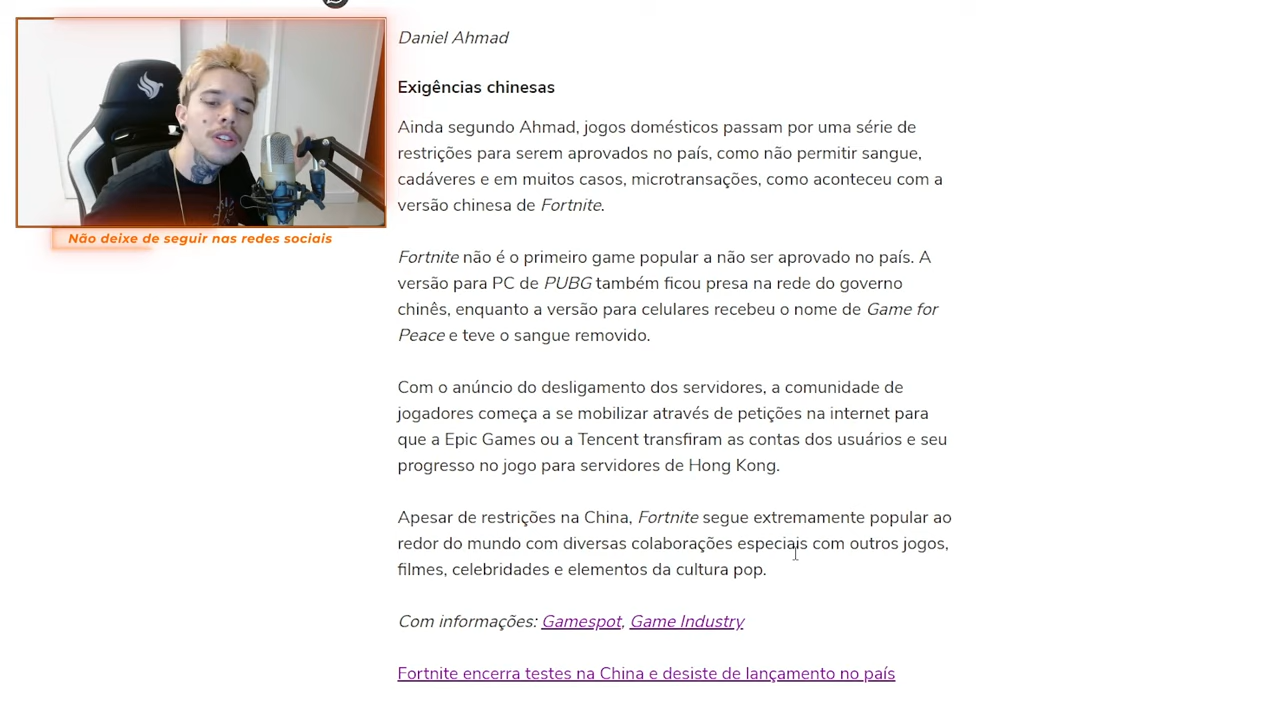 Daniel Ahmad
Exigências chinesas
Ainda segundo Ahmad, jogos domésticos passam por uma série de
restrições para serem aprovados no país, como não permitir sangue,
cadáveres e em muitos casos, microtransações, como aconteceu com a
versão chinesa de Fortnite.
Fortnite não é o primeiro game popular a não ser aprovado no país. A
versão para PC de PUBG também ficou presa na rede do governo
chinês, enquanto a versão para celulares recebeu o nome de Game for
Peace e teve o sangue removido.
Com o anúncio do desligamento dos servidores, a comunidade de
jogadores começa a se mobilizar através de petições na internet para
que a Epic Games ou a Tencent transfiram as contas dos usuários e seu
progresso no jogo para servidores de Hong Kong.
Apesar de restrições na China, Fortnite segue extremamente popular ao
redor do mundo com diversas colaborações especiais com outros jogos,
filmes, celebridades e elementos da cultura pop.
Com informações: Gamespot, Game Industry
Fortnite encerra testes na China e desiste de lançamento no país
Não deixe de seguir nas redes sociais